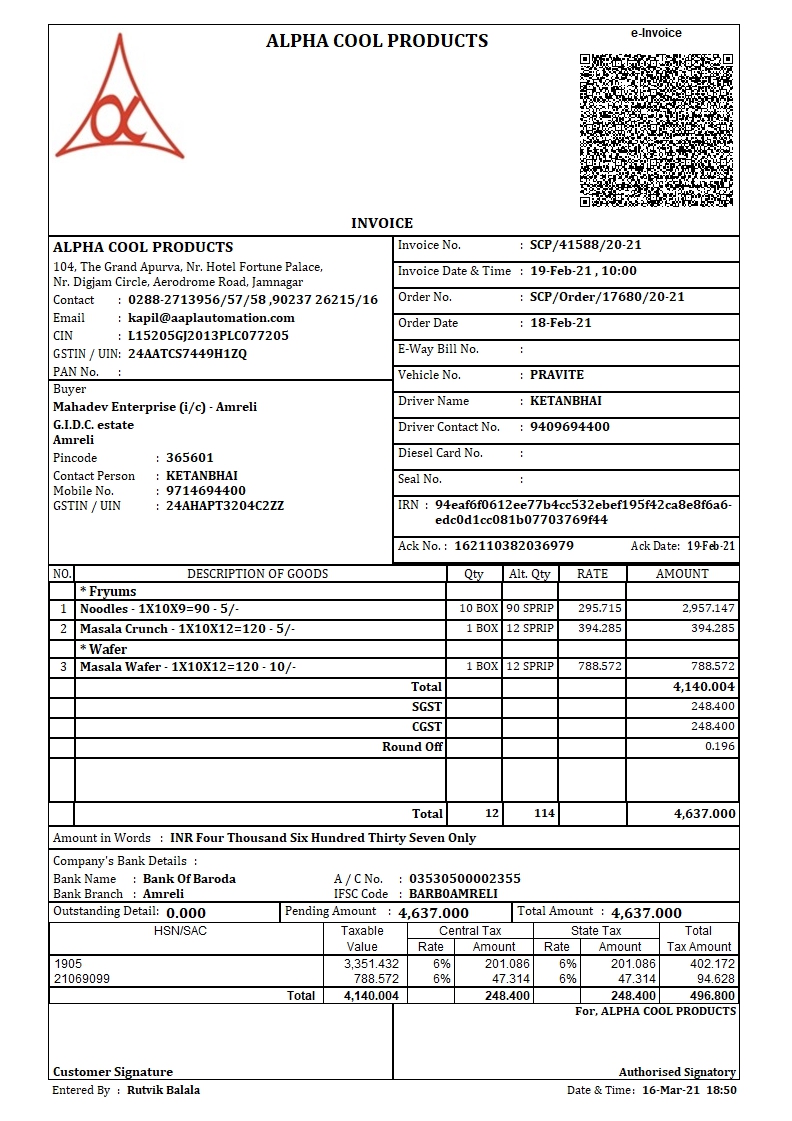 ALPHA COOL PRODUCTS
e-Invoice
INVOICE
ALPHA COOL PRODUCTS
104, The Grand Apurva, Nr. Hotel Fortune Palace,
Nr. Digjam Circle, Aerodrome Road, Jamnagar
Contact : 0288-2713956/57/58 ,90237 26215/16
Email : kapil@aaplautomation.com
CIN : L15205GJ2013PLC077205
GSTIN / UIN: 24AATCS7449H1ZQ
PAN No. :
Buyer
Mahadev Enterprise (i/c) - Amreli
G.I.D.C. estate
Amreli
Pincode : 365601
Contact Person : KETANBHAI
Mobile No. : 9714694400
GSTIN / UIN : 24AHAPT3204C2ZZ
Invoice No. : SCP/41588/20-21
Invoice Date & Time : 19-Feb-21 , 10:00
Order No. : SCP/Order/17680/20-21
Order Date : 18-Feb-21
E-Way Bill No. :
Vehicle No. : PRAVITE
Driver Name : KETANBHAI
Driver Contact No. : 9409694400
Diesel Card No. :
Seal No. :
IRN : 94eaf6f0612ee77b4cc532ebef195f42ca8e8f6a6-
edc0d1cc081b07703769f44
Ack No. : 162110382036979 Ack Date: 19-Feb-21
NO. DESCRIPTION OF GOODS Qty Alt. Qty RATE AMOUNT
* Fryums
1 Noodles - 1X10X9=90 - 5/- 10 BOX 90 SPRIP 295.715 2,957.147
2 Masala Crunch - 1X10X12=120 - 5/- 1 BOX 12 SPRIP 394.285 394.285
* Wafer
3 Masala Wafer - 1X10X12=120 - 10/- 1 BOX 12 SPRIP 788.572 788.572
Total 4,140.004
SGST 248.400
CGST 248.400
Round Off 0.196
Total 12 114 4,637.000
Amount in Words : INR Four Thousand Six Hundred Thirty Seven Only
Company's Bank Details :
Bank Name : Bank Of Baroda A / C No. : 03530500002355
Bank Branch : Amreli IFSC Code : BARB0AMRELI
Outstanding Detail: 0.000 Pending Amount : 4,637.000 Total Amount : 4,637.000
HSN/SAC Taxable Central Tax State Tax Total
Value Rate Amount Rate Amount Tax Amount
1905 3,351.432 6% 201.086 6% 201.086 402.172
21069099 788.572 6% 47.314 6% 47.314 94.628
Total 4,140.004 248.400 248.400 496.800
For, ALPHA COOL PRODUCTS
Customer Signature Authorised Signatory
Entered By : Rutvik Balala Date & Time: 16-Mar-21 18:50